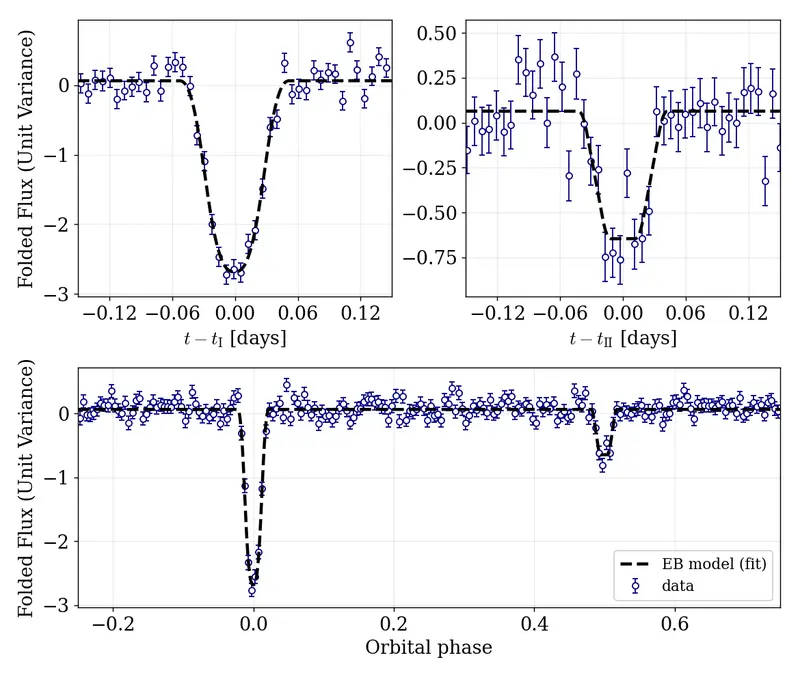 Folded Flux (Unit Variance)
0
−1
−2
−3
−0.12 −0.06 0.00 0.06 0.12
t − t_I [days]
0.50
0.25
0.00
−0.25
−0.50
−0.75
−0.12 −0.06 0.00 0.06 0.12
t − t_II [days]
Folded Flux (Unit Variance)
0
−1
−2
−3
EB model (fit)
data
−0.2 0.0 0.2 0.4 0.6
Orbital phase